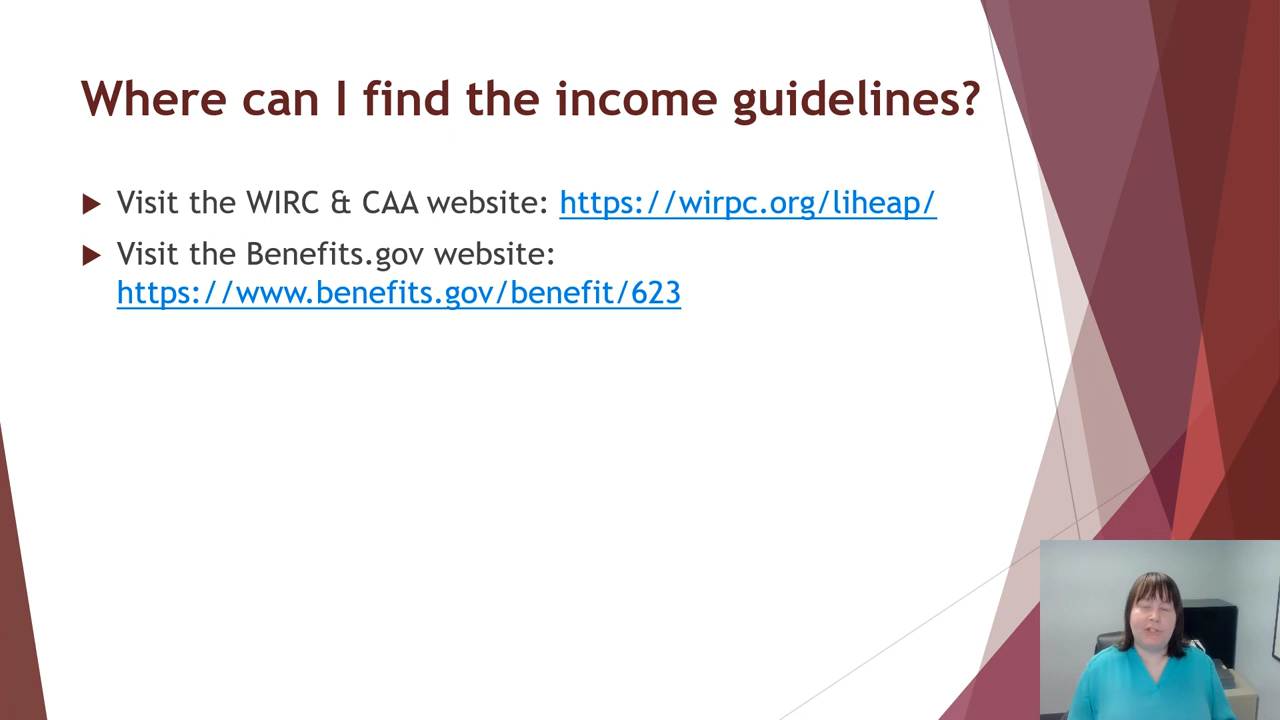 Where can I find the income guidelines?
Visit the WIRC & CAA website: https://wirpc.org/liheap/
Visit the Benefits.gov website:
https://www.benefits.gov/benefit/623